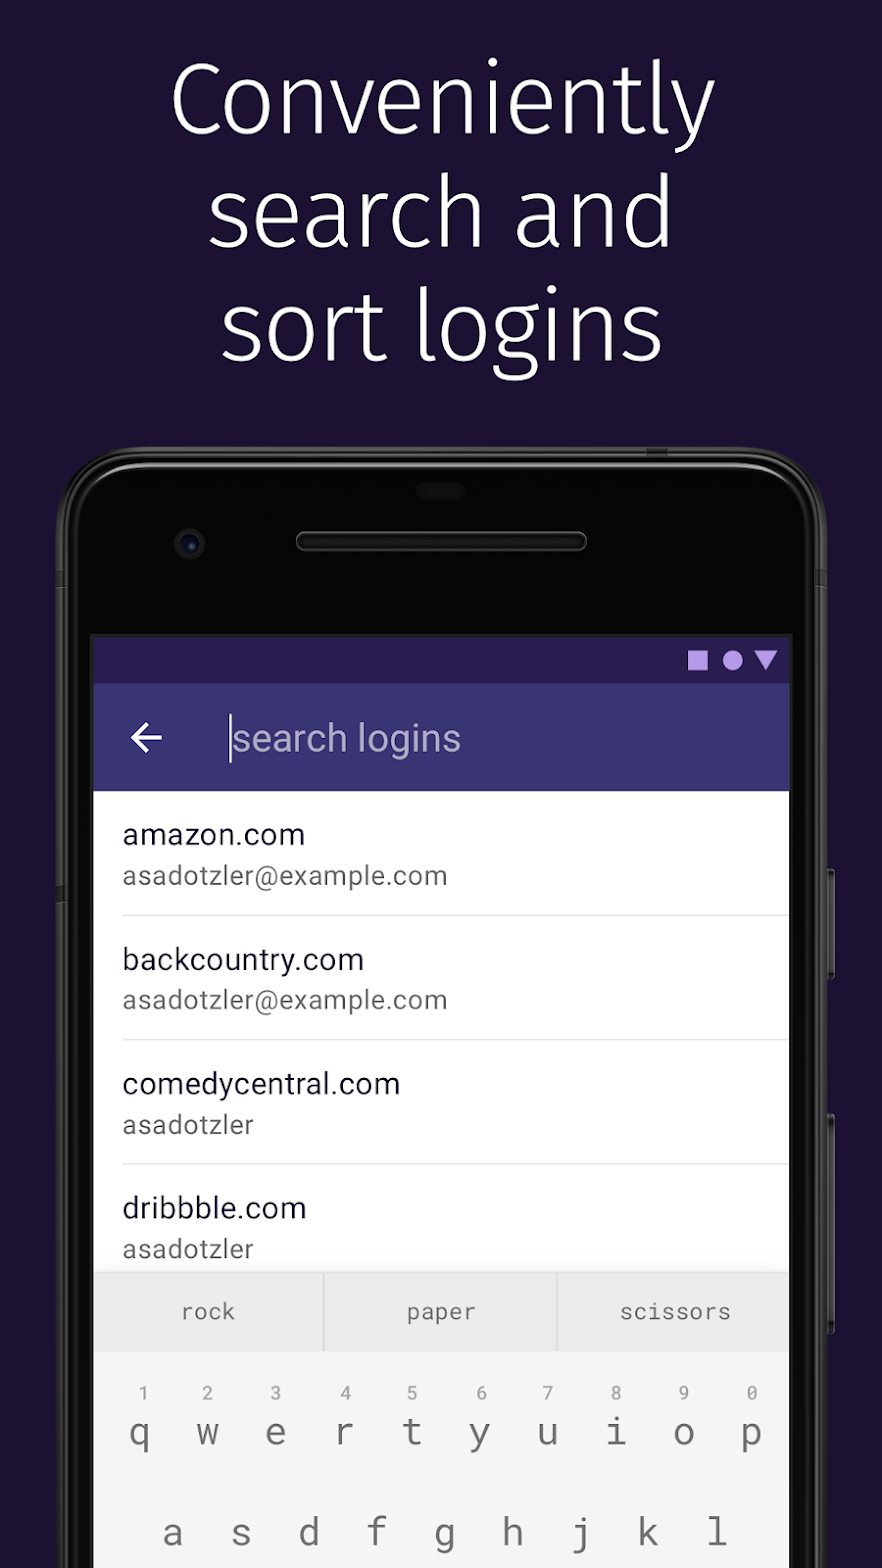 Conveniently
search and
sort logins
search logins
amazon.com
asadotzler@example.com
backcountry.com
asadotzler@example.com
comedycentral.com
asadotzler
dribbble.com
asadotzler
rock paper scissors
1 2 3 4 5 6 7 8 9 0
q w e r t y u i o p
a s d f g h j k l